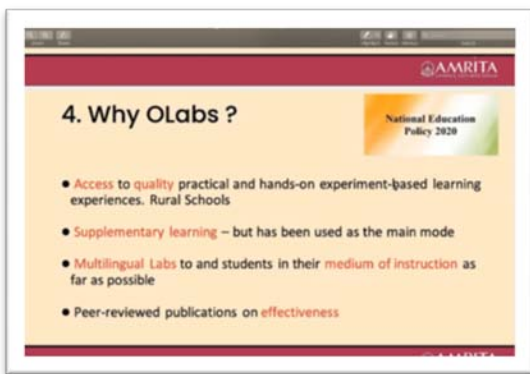 AMRITA
4. Why OLabs ?
National Education
Policy 2020
● Access to quality practical and hands-on experiment-based learning
experiences. Rural Schools
● Supplementary learning – but has been used as the main mode
● Multilingual Labs to and students in their medium of instruction as
far as possible
● Peer-reviewed publications on effectiveness